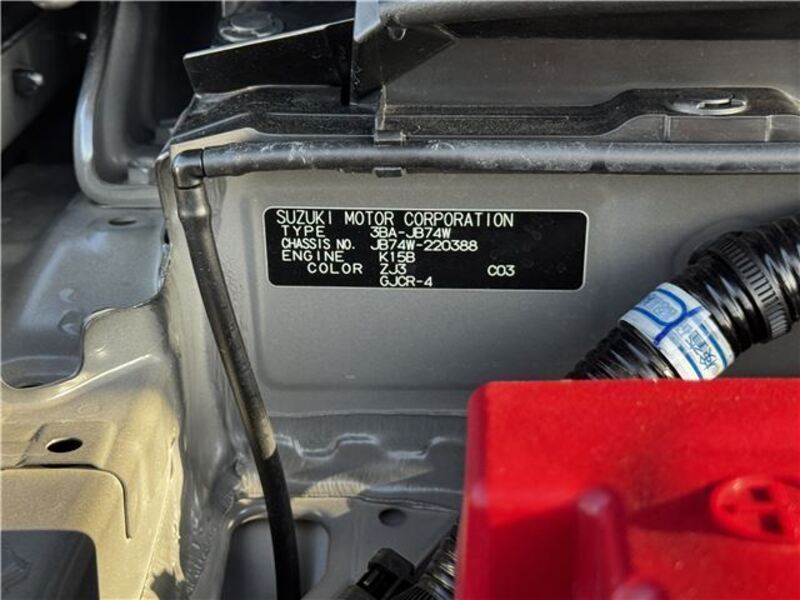 SUZUKI MOTOR CORPORATION
TYPE 3BA-JB74W
CHASSIS NO. JB74W-220388
ENGINE K15B
COLOR ZJ3 C03
GJCR-4